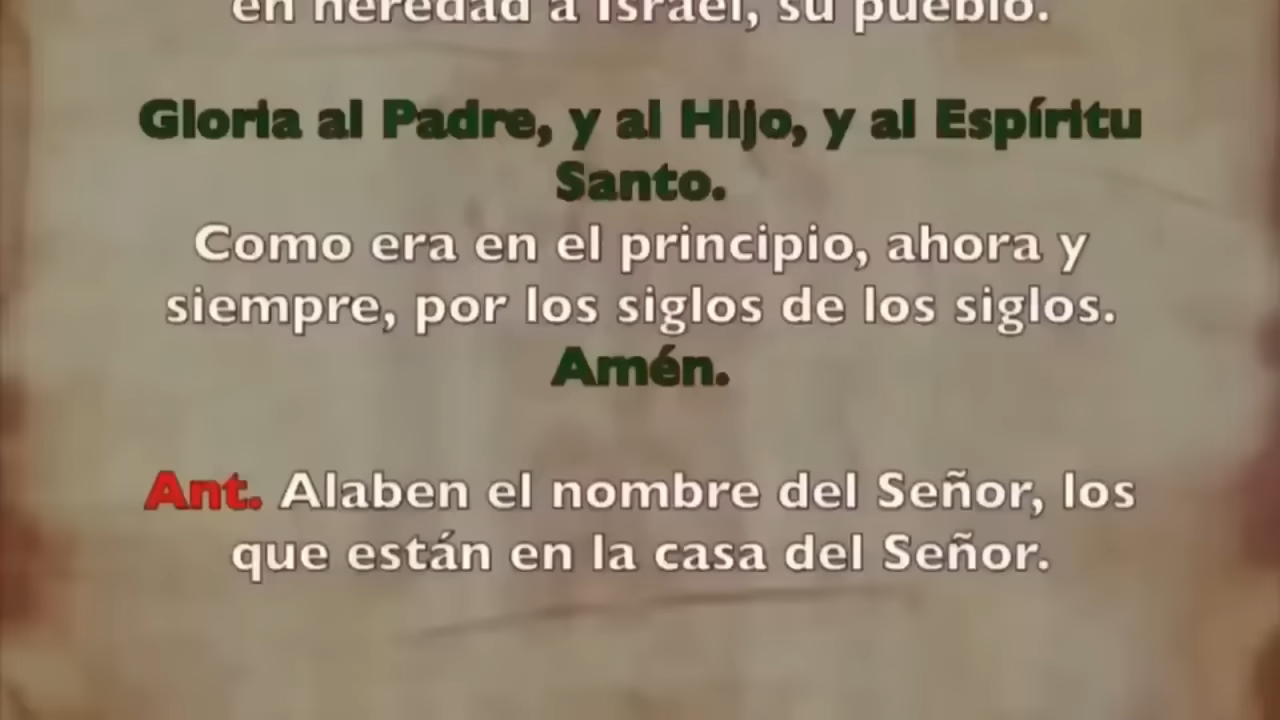 en heredad a Israel, su pueblo.
Gloria al Padre, y al Hijo, y al Espíritu
Santo.
Como era en el principio, ahora y
siempre, por los siglos de los siglos.
Amén.
Ant. Alaben el nombre del Señor, los
que están en la casa del Señor.